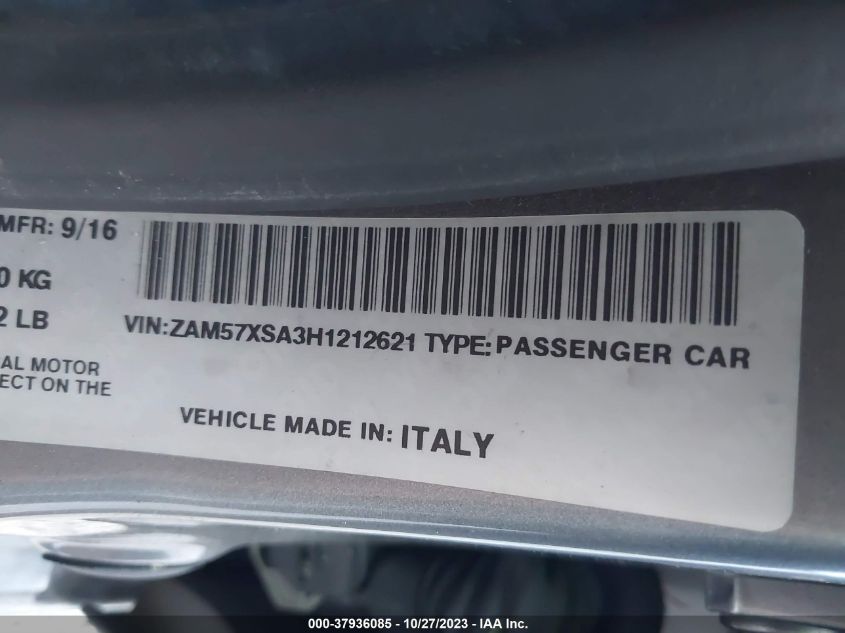 MFR: 9/16
0 KG
2 LB
VIN:ZAM57XSA3H1212621 TYPE:PASSENGER CAR
AL MOTOR
ECT ON THE
VEHICLE MADE IN: ITALY
000-37936085 - 10/27/2023 - IAA Inc.